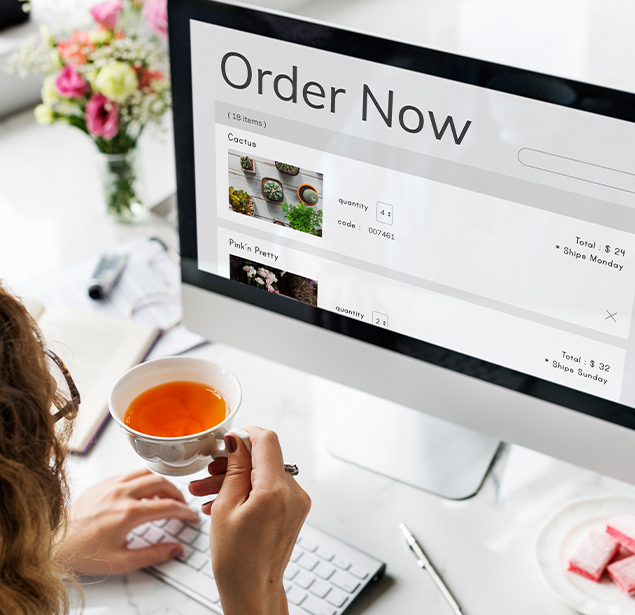 Order Now
( 18 items )
Cactus
quantity 4
code : 007461
Total : $ 24
* Ships Monday
Pink'n Pretty
quantity 2
Total : $ 32
* Ships Sunday